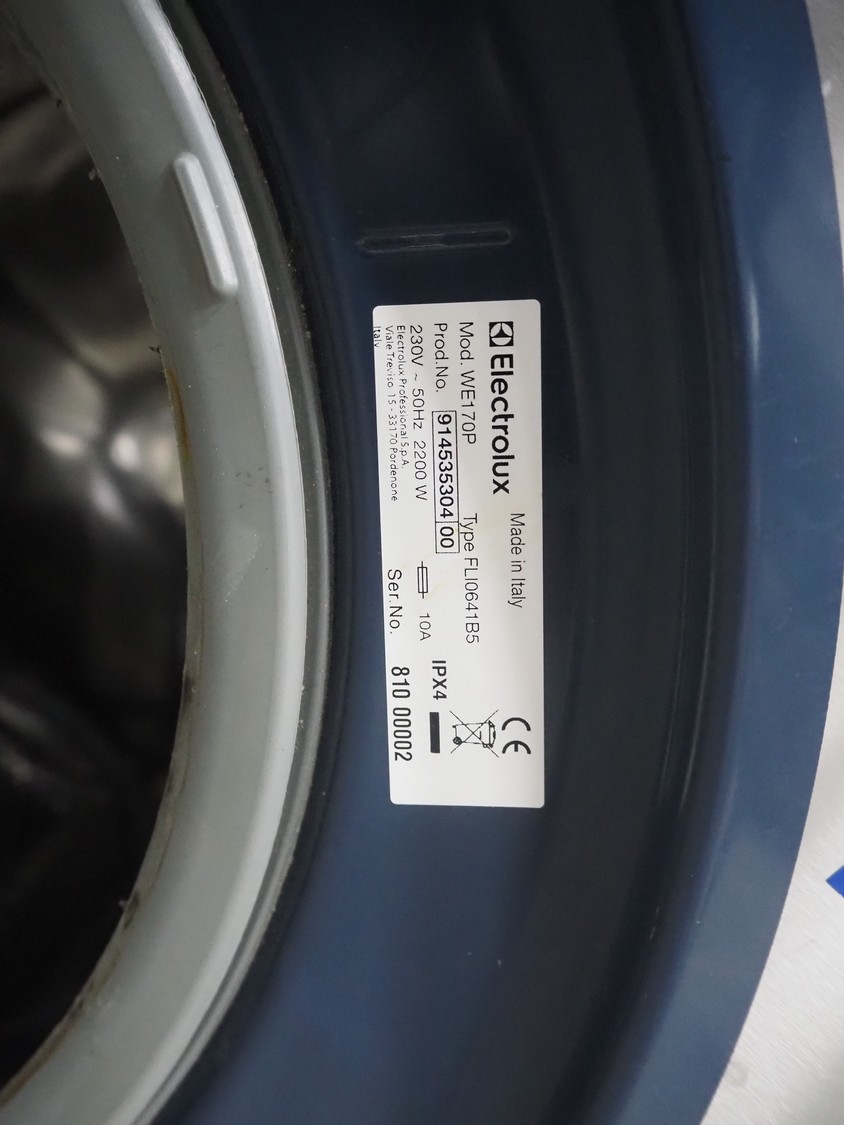 Electrolux Made in Italy
Mod. WE170P Type FLI0641B5
Prod.No. 914535304 00
230V ~ 50Hz 2200 W 10A IPX4
Electrolux Professional S.p.A.
Viale Treviso 15 - 33170 Pordenone
Italy
Ser.No. 810 00002
CE